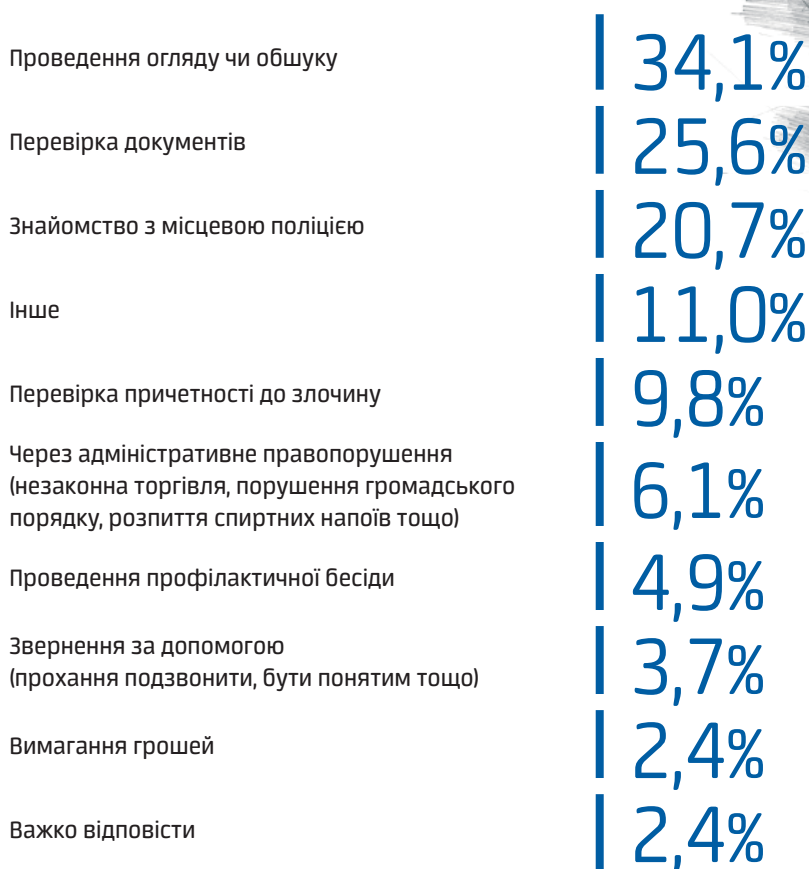 Проведення огляду чи обшуку 34,1%
Перевірка документів 25,6%
Знайомство з місцевою поліцією 20,7%
Інше 11,0%
Перевірка причетності до злочину 9,8%
Через адміністративне правопорушення
(незаконна торгівля, порушення громадського
порядку, розпиття спиртних напоїв тощо) 6,1%
Проведення профілактичної бесіди 4,9%
Звернення за допомогою
(прохання подзвонити, бути понятим тощо) 3,7%
Вимагання грошей 2,4%
Важко відповісти 2,4%